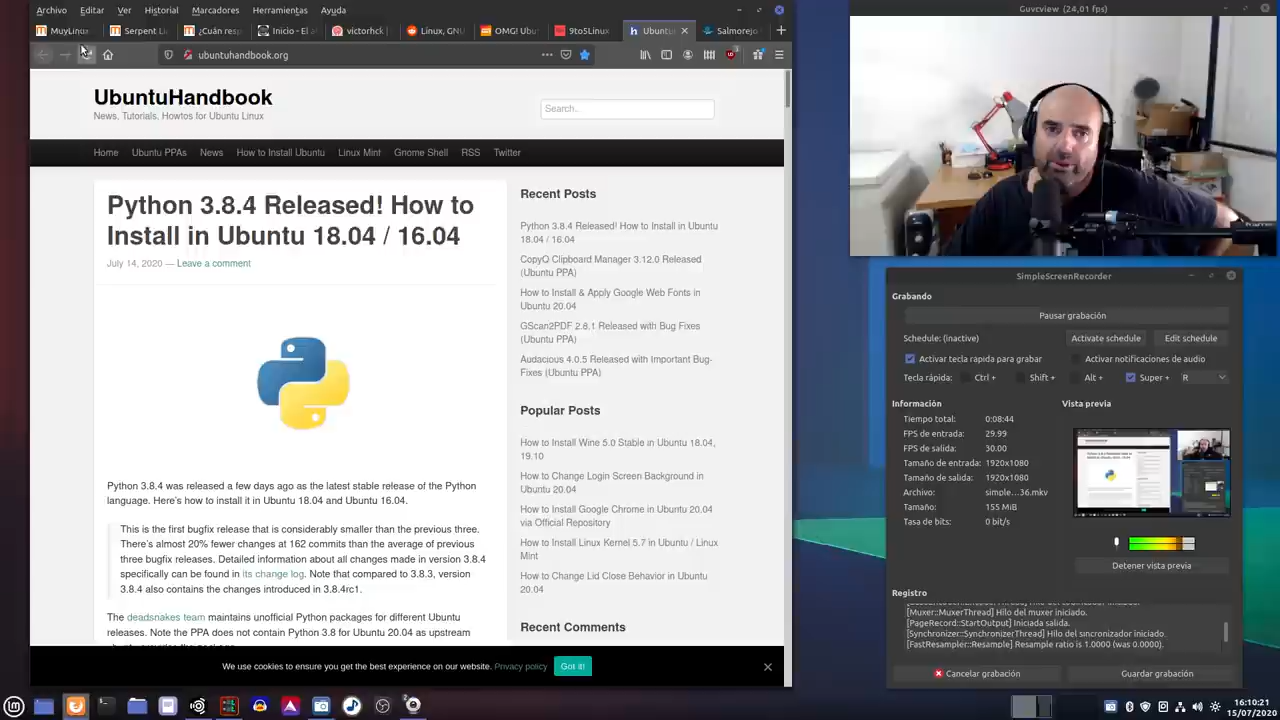 Archivo Editar Ver Historial Marcadores Herramientas Ayuda
MuyLinu Serpent Li ¿Cuán resp Inicio - El a victorhck Linux, GN OMG! Ubu 9to5Linux Ubuntu Salmorejo
ubuntuhandbook.org
UbuntuHandbook
News, Tutorials, Howtos for Ubuntu Linux
Search...
Home Ubuntu PPAs News How to Install Ubuntu Linux Mint Gnome Shell RSS Twitter
Python 3.8.4 Released! How to
Install in Ubuntu 18.04 / 16.04
July 14, 2020 — Leave a comment
Python 3.8.4 was released a few days ago as the latest stable release of the Python
language. Here's how to install it in Ubuntu 18.04 and Ubuntu 16.04.
This is the first bugfix release that is considerably smaller than the previous three.
There's almost 20% fewer changes at 162 commits than the average of previous
three bugfix releases. Detailed information about all changes made in version 3.8.4
specifically can be found in its change log. Note that compared to 3.8.3, version
3.8.4 also contains the changes introduced in 3.8.4rc1.
The deadsnakes team maintains unofficial Python packages for different Ubuntu
releases. Note the PPA does not contain Python 3.8 for Ubuntu 20.04 as upstream
Recent Posts
Python 3.8.4 Released! How to Install in Ubuntu
18.04 / 16.04
CopyQ Clipboard Manager 3.12.0 Released
(Ubuntu PPA)
How to Install & Apply Google Web Fonts in
Ubuntu 20.04
GScan2PDF 2.8.1 Released with Bug Fixes
(Ubuntu PPA)
Audacious 4.0.5 Released with Important Bug-
Fixes (Ubuntu PPA)
Popular Posts
How to Install Wine 5.0 Stable in Ubuntu 18.04,
19.10
How to Change Login Screen Background in
Ubuntu 20.04
How to Install Google Chrome in Ubuntu 20.04
via Official Repository
How to Install Linux Kernel 5.7 in Ubuntu / Linux
Mint
How to Change Lid Close Behavior in Ubuntu
20.04
Recent Comments
We use cookies to ensure you get the best experience on our website. Privacy policy Got it!
Guvcview (24,01 fps)
SimpleScreenRecorder
Grabando
Pausar grabación
Schedule: (inactive) Activate schedule Edit schedule
Activar tecla rápida para grabar Activar notificaciones de audio
Tecla rápida: Ctrl + Shift + Alt + Super + R
Información
Tiempo total: 0:08:44
FPS de entrada: 29.99
FPS de salida: 30.00
Tamaño de entrada: 1920x1080
Tamaño de salida: 1920x1080
Archivo: simple...36.mkv
Tamaño: 155 MiB
Tasa de bits: 0 bit/s
Vista previa
Detener vista previa
Registro
[Muxer::MuxerThread] Hilo del muxer iniciado.
[PageRecord::StartOutput] Iniciada salida.
[Synchronizer::SynchronizerThread] Hilo del sincronizador iniciado.
[FastResampler::Resample] Resample ratio is 1.0000 (was 0.0000).
Cancelar grabación Guardar grabación
16:10:21
15/07/2020